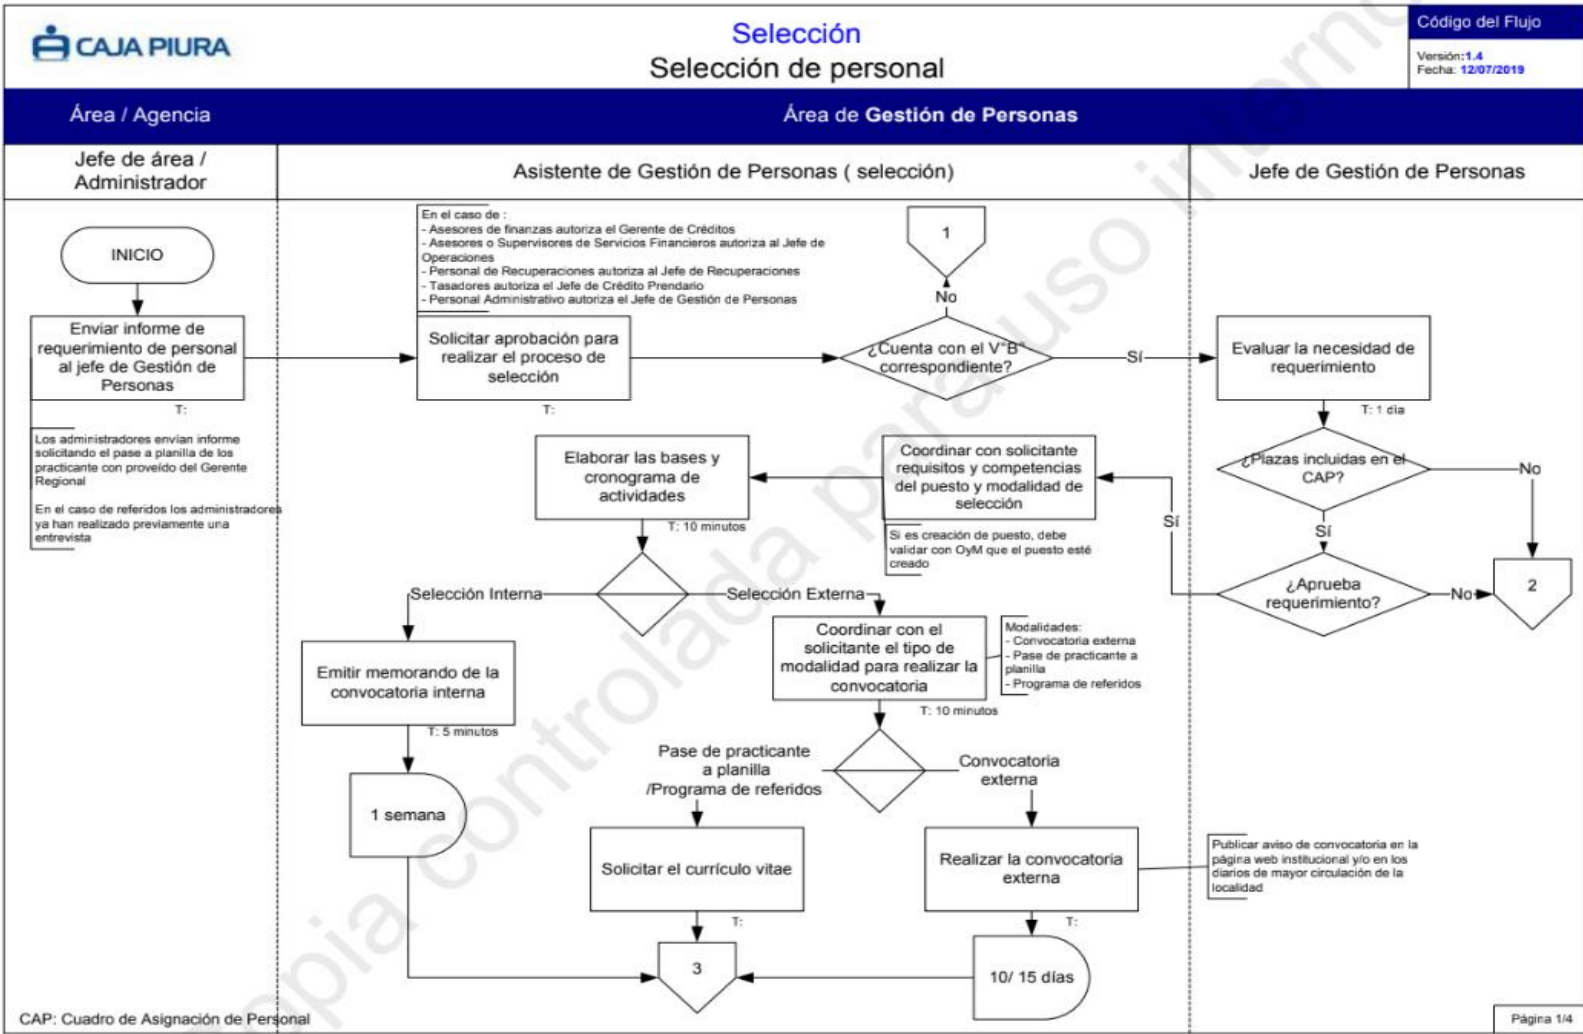 CAJA PIURA
Selección
Selección de personal
Código del Flujo
Versión:1.4
Fecha: 12/07/2019
Área / Agencia
Área de Gestión de Personas
Jefe de área /
Administrador
Asistente de Gestión de Personas ( selección)
Jefe de Gestión de Personas
INICIO
Enviar informe de
requerimiento de personal
al jefe de Gestión de
Personas
T:
Los administradores envían informe
solicitando el pase a planilla de los
practicante con proveído del Gerente
Regional
En el caso de referidos los administradores
ya han realizado previamente una
entrevista
En el caso de :
- Asesores de finanzas autoriza el Gerente de Créditos
- Asesores o Supervisores de Servicios Financieros autoriza al Jefe de
Operaciones
- Personal de Recuperaciones autoriza al Jefe de Recuperaciones
- Tasadores autoriza el Jefe de Crédito Prendario
- Personal Administrativo autoriza el Jefe de Gestión de Personas
Solicitar aprobación para
realizar el proceso de
selección
T:
1
No
¿Cuenta con el V°B°
correspondiente?
Sí
Evaluar la necesidad de
requerimiento
T: 1 día
¿Plazas incluidas en el
CAP?
No
Sí
¿Aprueba
requerimiento?
No
2
Sí
Coordinar con solicitante
requisitos y competencias
del puesto y modalidad de
selección
Si es creación de puesto, debe
validar con OyM que el puesto esté
creado
Elaborar las bases y
cronograma de
actividades
T: 10 minutos
Selección Interna
Selección Externa
Emitir memorando de la
convocatoria interna
T: 5 minutos
1 semana
Coordinar con el
solicitante el tipo de
modalidad para realizar la
convocatoria
T: 10 minutos
Modalidades:
- Convocatoria externa
- Pase de practicante a
planilla
- Programa de referidos
Pase de practicante
a planilla
/Programa de referidos
Convocatoria
externa
Solicitar el currículo vitae
T:
Realizar la convocatoria
externa
T:
Publicar aviso de convocatoria en la
página web institucional y/o en los
diarios de mayor circulación de la
localidad
3
10/ 15 días
CAP: Cuadro de Asignación de Personal
Página 1/4
opia controlada para uso interno